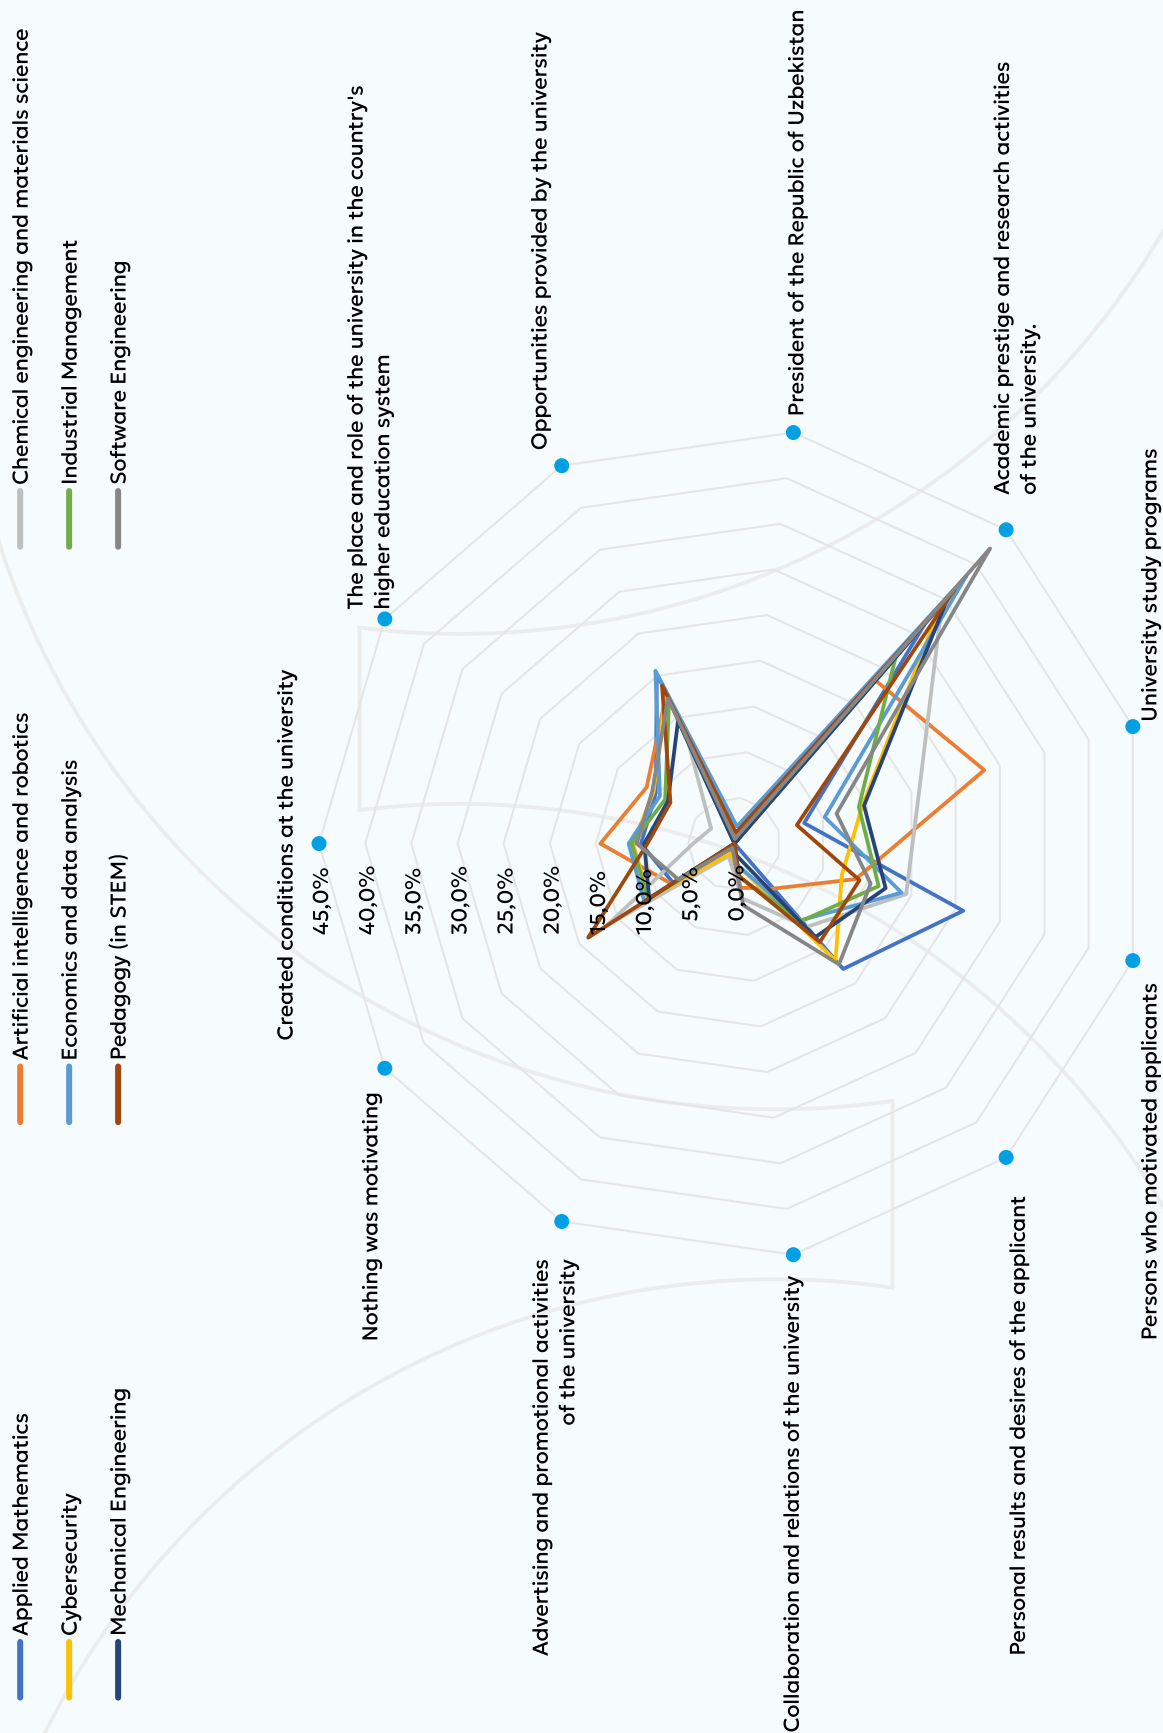 Applied Mathematics
Artificial intelligence and robotics
Chemical engineering and materials science
Cybersecurity
Economics and data analysis
Industrial Management
Mechanical Engineering
Pedagogy (in STEM)
Software Engineering
Created conditions at the university
45,0%
40,0%
35,0%
30,0%
25,0%
20,0%
15,0%
10,0%
5,0%
0,0%
The place and role of the university in the country's
higher education system
Opportunities provided by the university
President of the Republic of Uzbekistan
Academic prestige and research activities
of the university.
University study programs
Persons who motivated applicants
Personal results and desires of the applicant
Collaboration and relations of the university
Advertising and promotional activities
of the university
Nothing was motivating